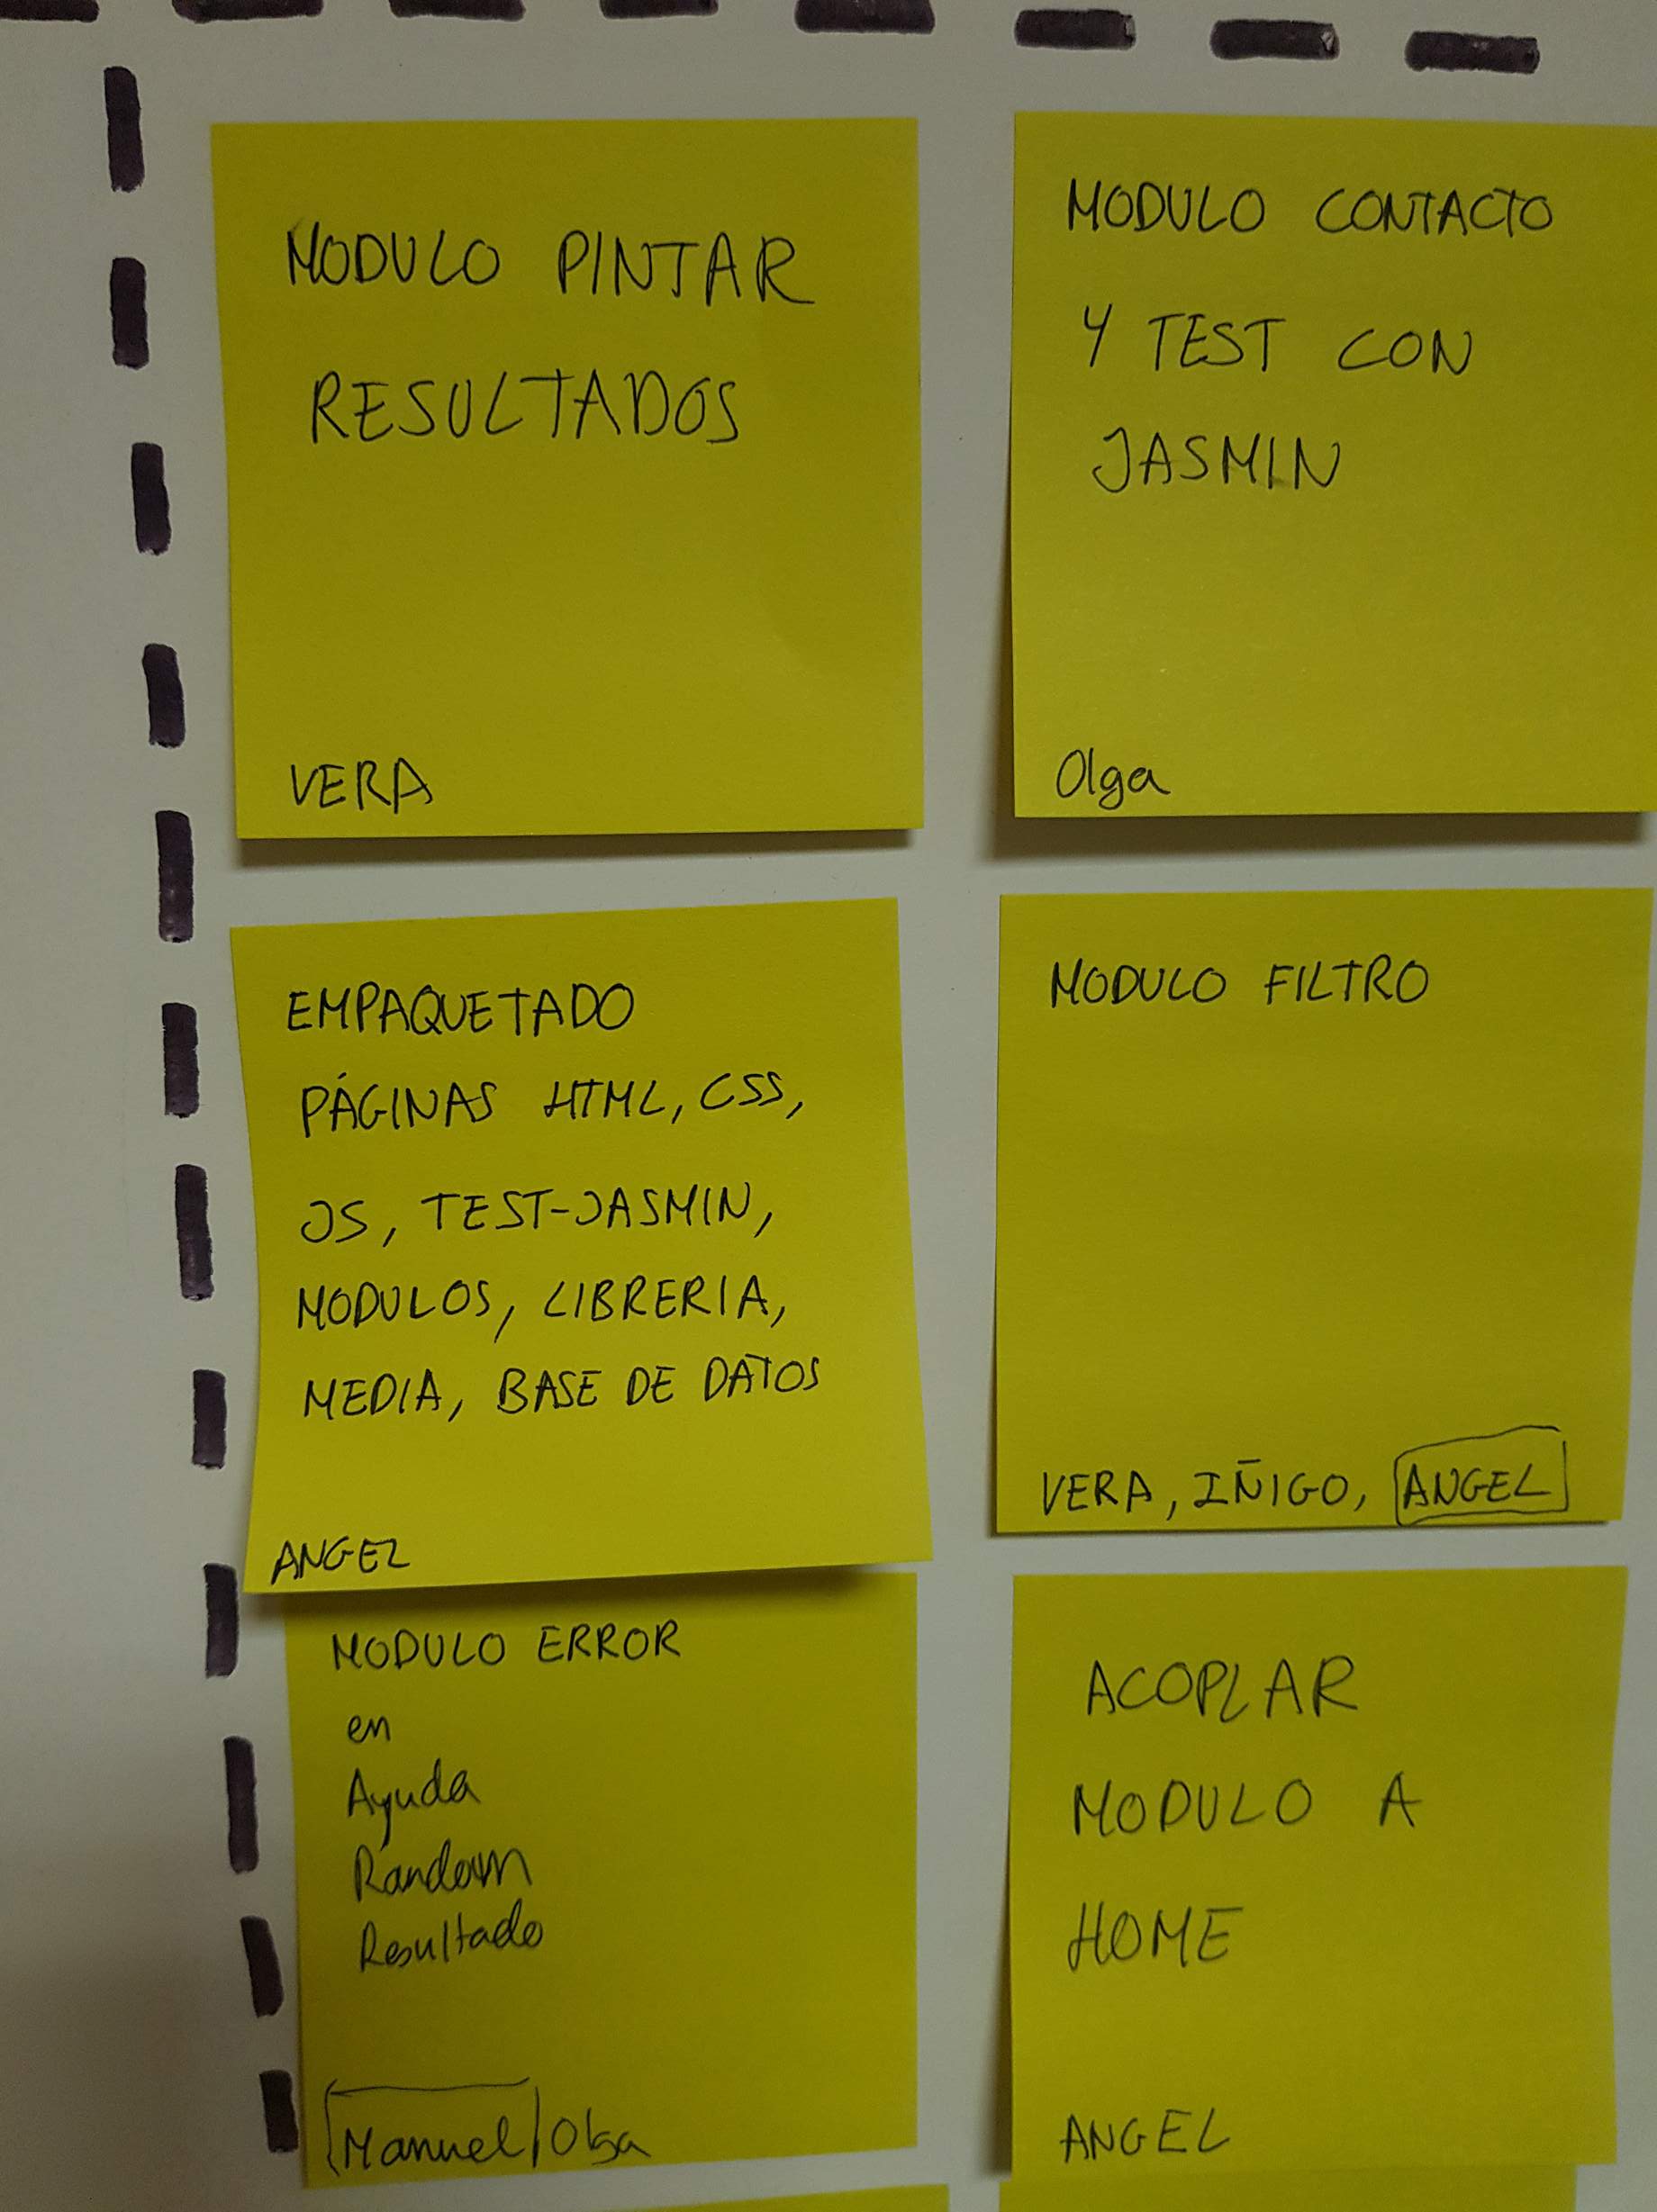 MODULO PINTAR
RESULTADOS
VERA
MODULO CONTACTO
Y TEST CON
JASMIN
Olga
EMPAQUETADO
PÁGINAS HTML, CSS,
JS, TEST-JASMIN,
MODULOS, LIBRERIA,
MEDIA, BASE DE DATOS
ANGEL
MODULO FILTRO
VERA, IÑIGO, ANGEL
MODULO ERROR
en
Ayuda
Random
Resultado
Manuel Olga
ACOPLAR
MODULO A
HOME
ANGEL